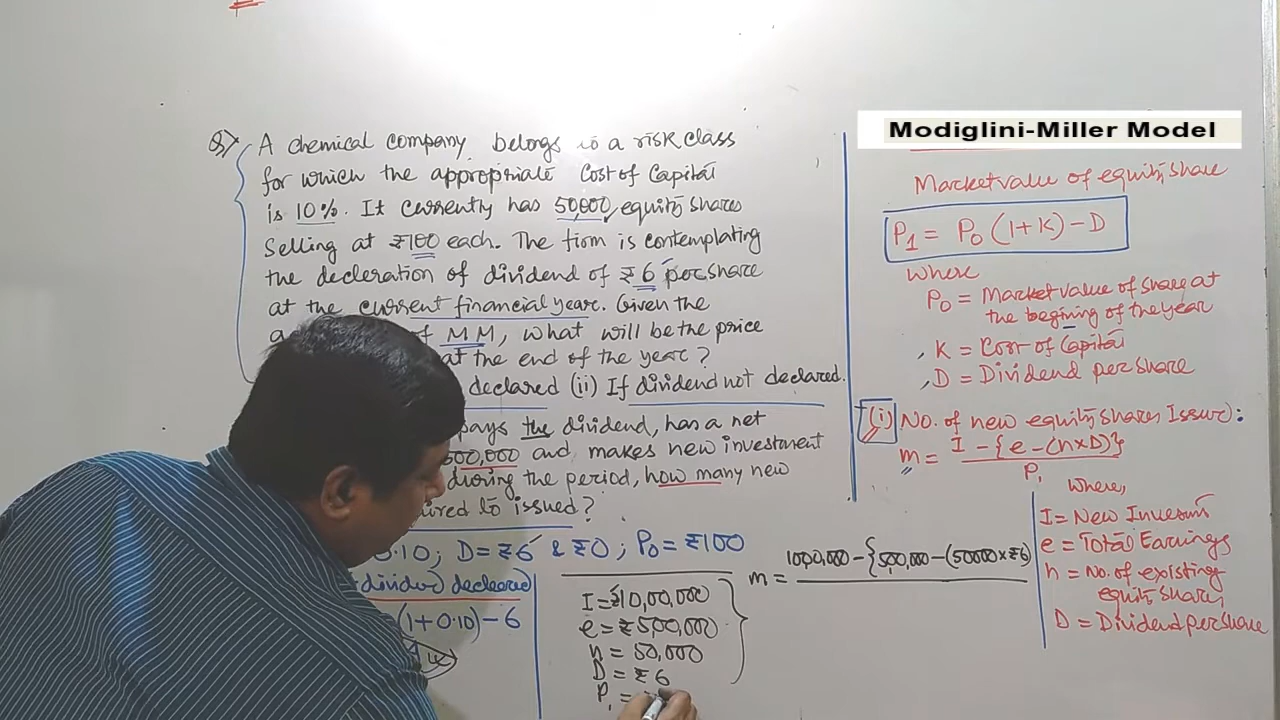 Modiglini-Miller Model
Q) A chemical company belongs to a risk class
for which the appropriate Cost of Capital
is 10%. It currently has 50,000 equity shares
selling at ₹100 each. The firm is contemplating
the decleration of dividend of ₹6 per share
at the current financial year. Given the
of MM, what will be the price
at the end of the year?
declared (ii) If dividend not declared.
pays the dividend, has a net
500,000 and makes new investment
during the period, how many new
to issued?
0.10; D = ₹6 & ₹0; P0 = ₹100
dividend decleared
(1+0.10) - 6
I = ₹10,00,000
e = ₹5,00,000
n = 50,000
D = ₹6
P1 =
m = 1000,000 - {500,000 - (50000 × ₹6)
Market value of equity share
P1 = P0 (1+K) - D
where
P0 = Market value of share at
the begining of the year
, K = Cost of Capital
, D = Dividend per share
(i) No. of new equity shares Issue:
m = I - {e - (n×D)}
P1
where,
I = New Investm
e = Total Earnings
n = No. of existing
equity share,
D = Dividend per share